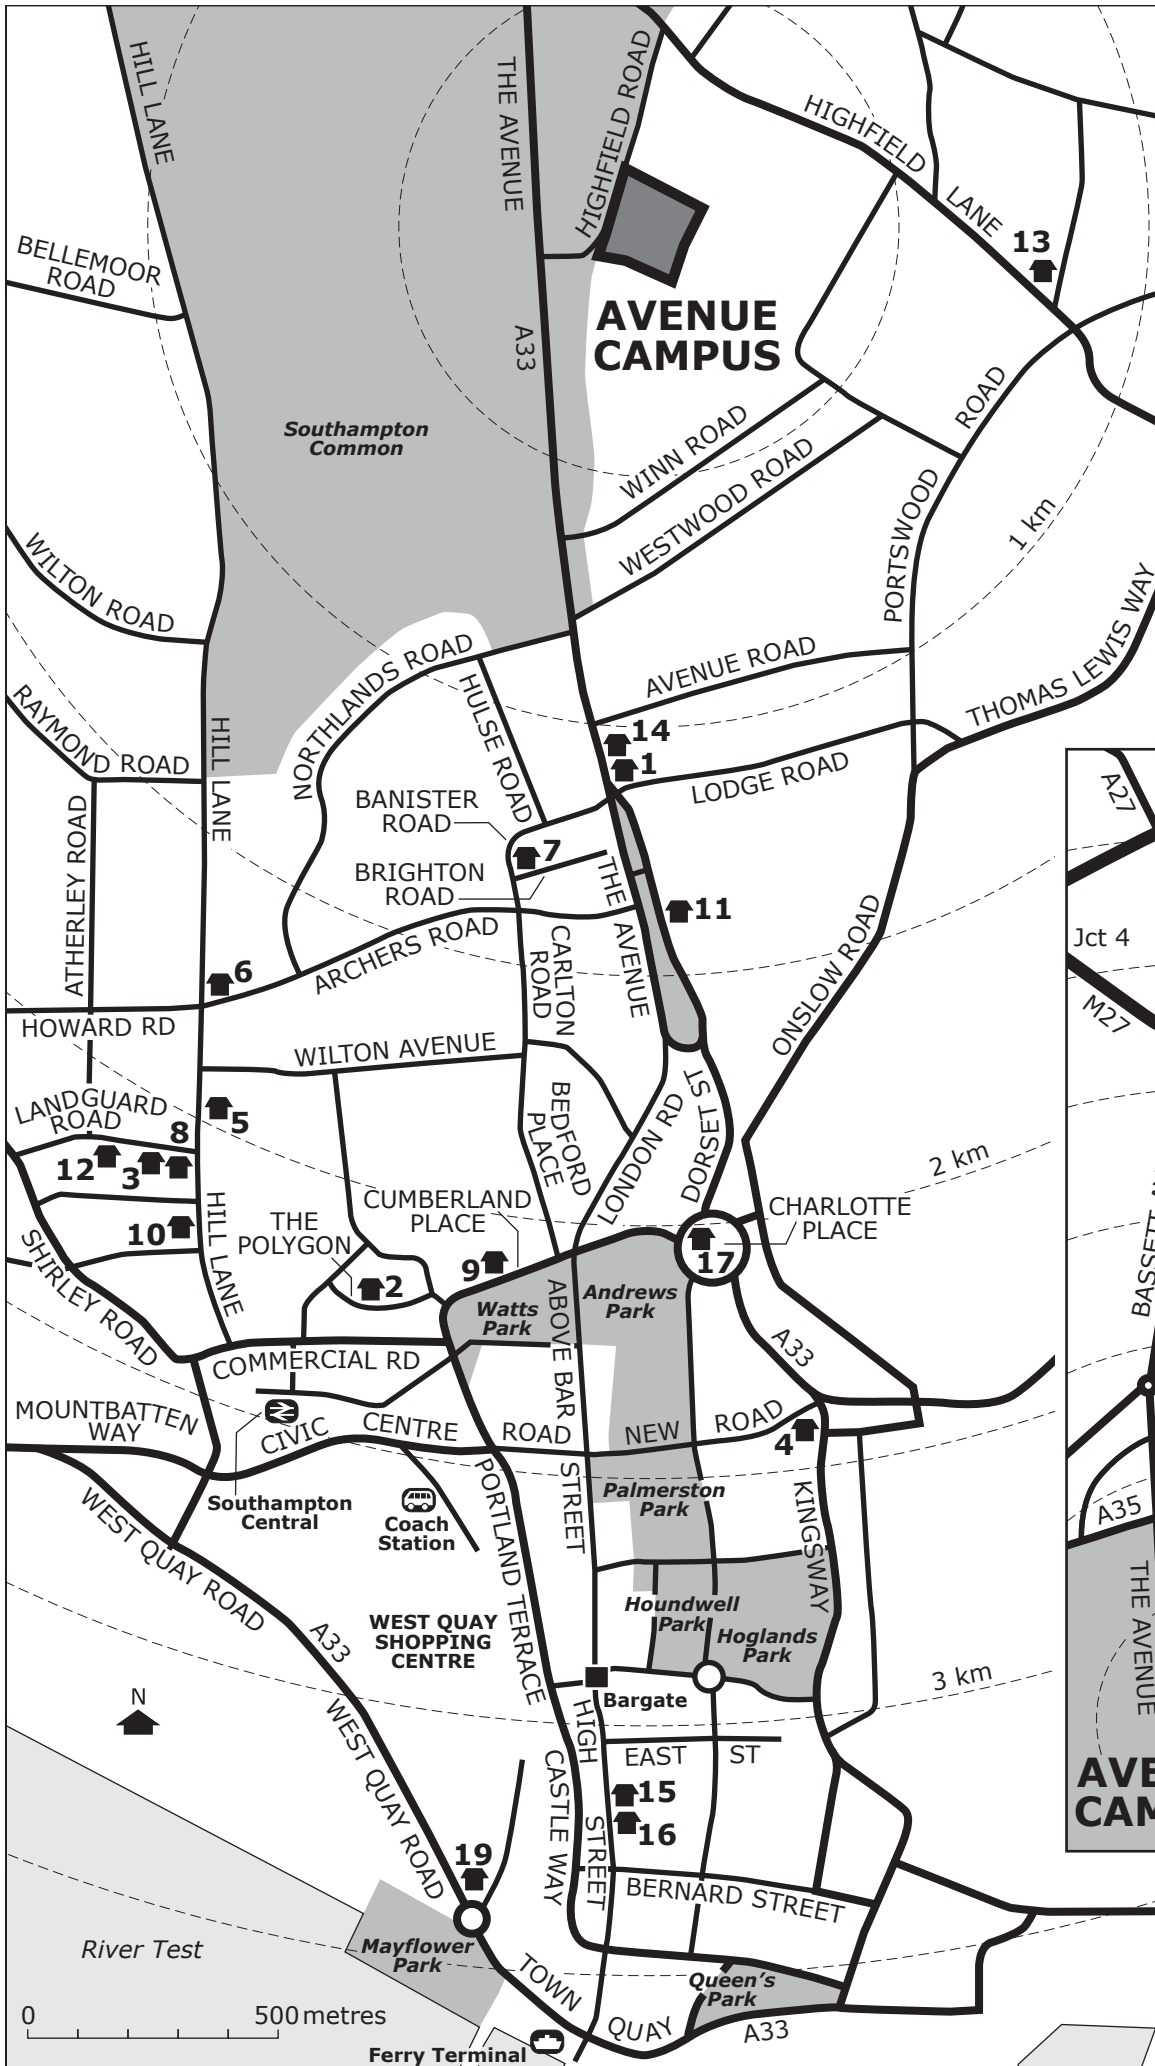 HILL LANE
THE AVENUE
HIGHFIELD ROAD
HIGHFIELD
LANE
13
BELLEMOOR
ROAD
A33
AVENUE
CAMPUS
Southampton
Common
WINN ROAD
WESTWOOD ROAD
PORTSWOOD
ROAD
1 km
WILTON ROAD
NORTHLANDS ROAD
HULSE ROAD
AVENUE ROAD
THOMAS LEWIS WAY
RAYMOND ROAD
HILL LANE
14
1
LODGE ROAD
BANISTER
ROAD
7
BRIGHTON
ROAD
THE
AVENUE
11
ATHERLEY ROAD
ARCHERS ROAD
CARLTON
ROAD
ONSLOW ROAD
6
HOWARD RD
WILTON AVENUE
LANDGUARD
ROAD
8
5
12
3
10
BEDFORD
PLACE
LONDON RD
DORSET ST
2 km
HILL LANE
THE
POLYGON
CUMBERLAND
PLACE
CHARLOTTE
PLACE
17
9
2
SHIRLEY ROAD
Watts
Park
ABOVE BAR
Andrews
Park
A33
COMMERCIAL RD
MOUNTBATTEN
WAY
CIVIC
CENTRE
ROAD
NEW
ROAD
4
Southampton
Central
Coach
Station
PORTLAND TERRACE
STREET
Palmerston
Park
KINGSWAY
WEST QUAY ROAD
A33
WEST QUAY
SHOPPING
CENTRE
Houndwell
Park
Hoglands
Park
3 km
N
Bargate
WEST QUAY ROAD
HIGH
STREET
EAST
ST
CASTLE WAY
15
16
19
BERNARD STREET
River Test
Mayflower
Park
TOWN
QUAY
Queen's
Park
A33
0
500 metres
Ferry Terminal
A27
Jct 4
M27
BASSETT
A35
THE AVENUE
AVE
CAM